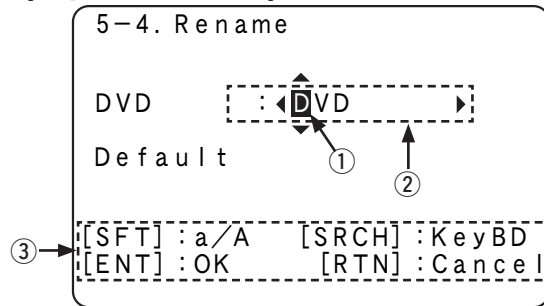 5-4. Rename
DVD : ◀DVD ▶
Default
①
②
③
[SFT] : a/A [SRCH] : KeyBD
[ENT] : OK [RTN] : Cancel